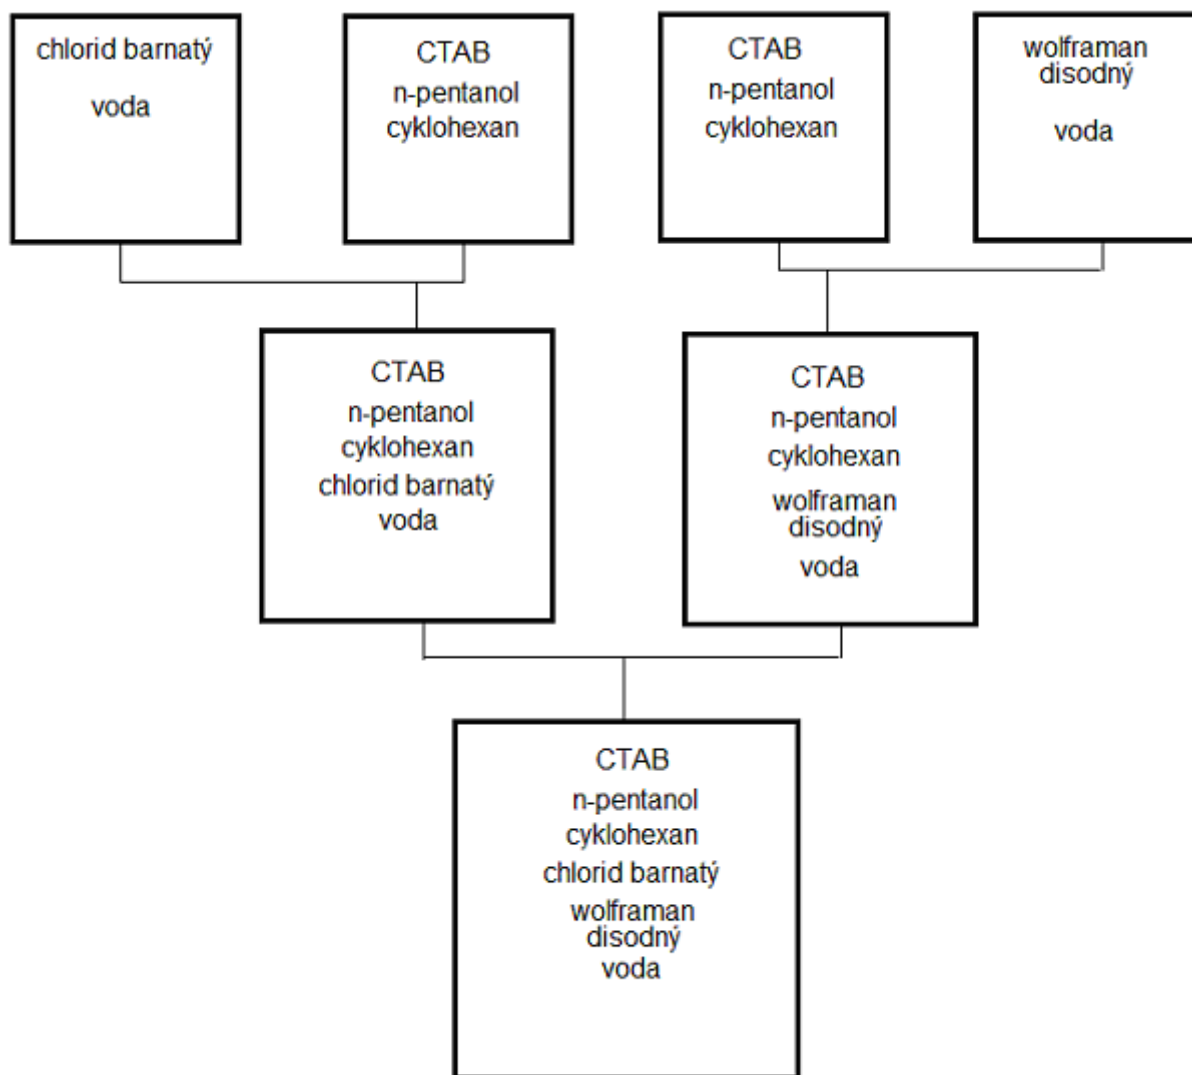 chlorid barnatý
voda
CTAB
n-pentanol
cyklohexan
CTAB
n-pentanol
cyklohexan
wolframan
disodný
voda
CTAB
n-pentanol
cyklohexan
chlorid barnatý
voda
CTAB
n-pentanol
cyklohexan
wolframan
disodný
voda
CTAB
n-pentanol
cyklohexan
chlorid barnatý
wolframan
disodný
voda